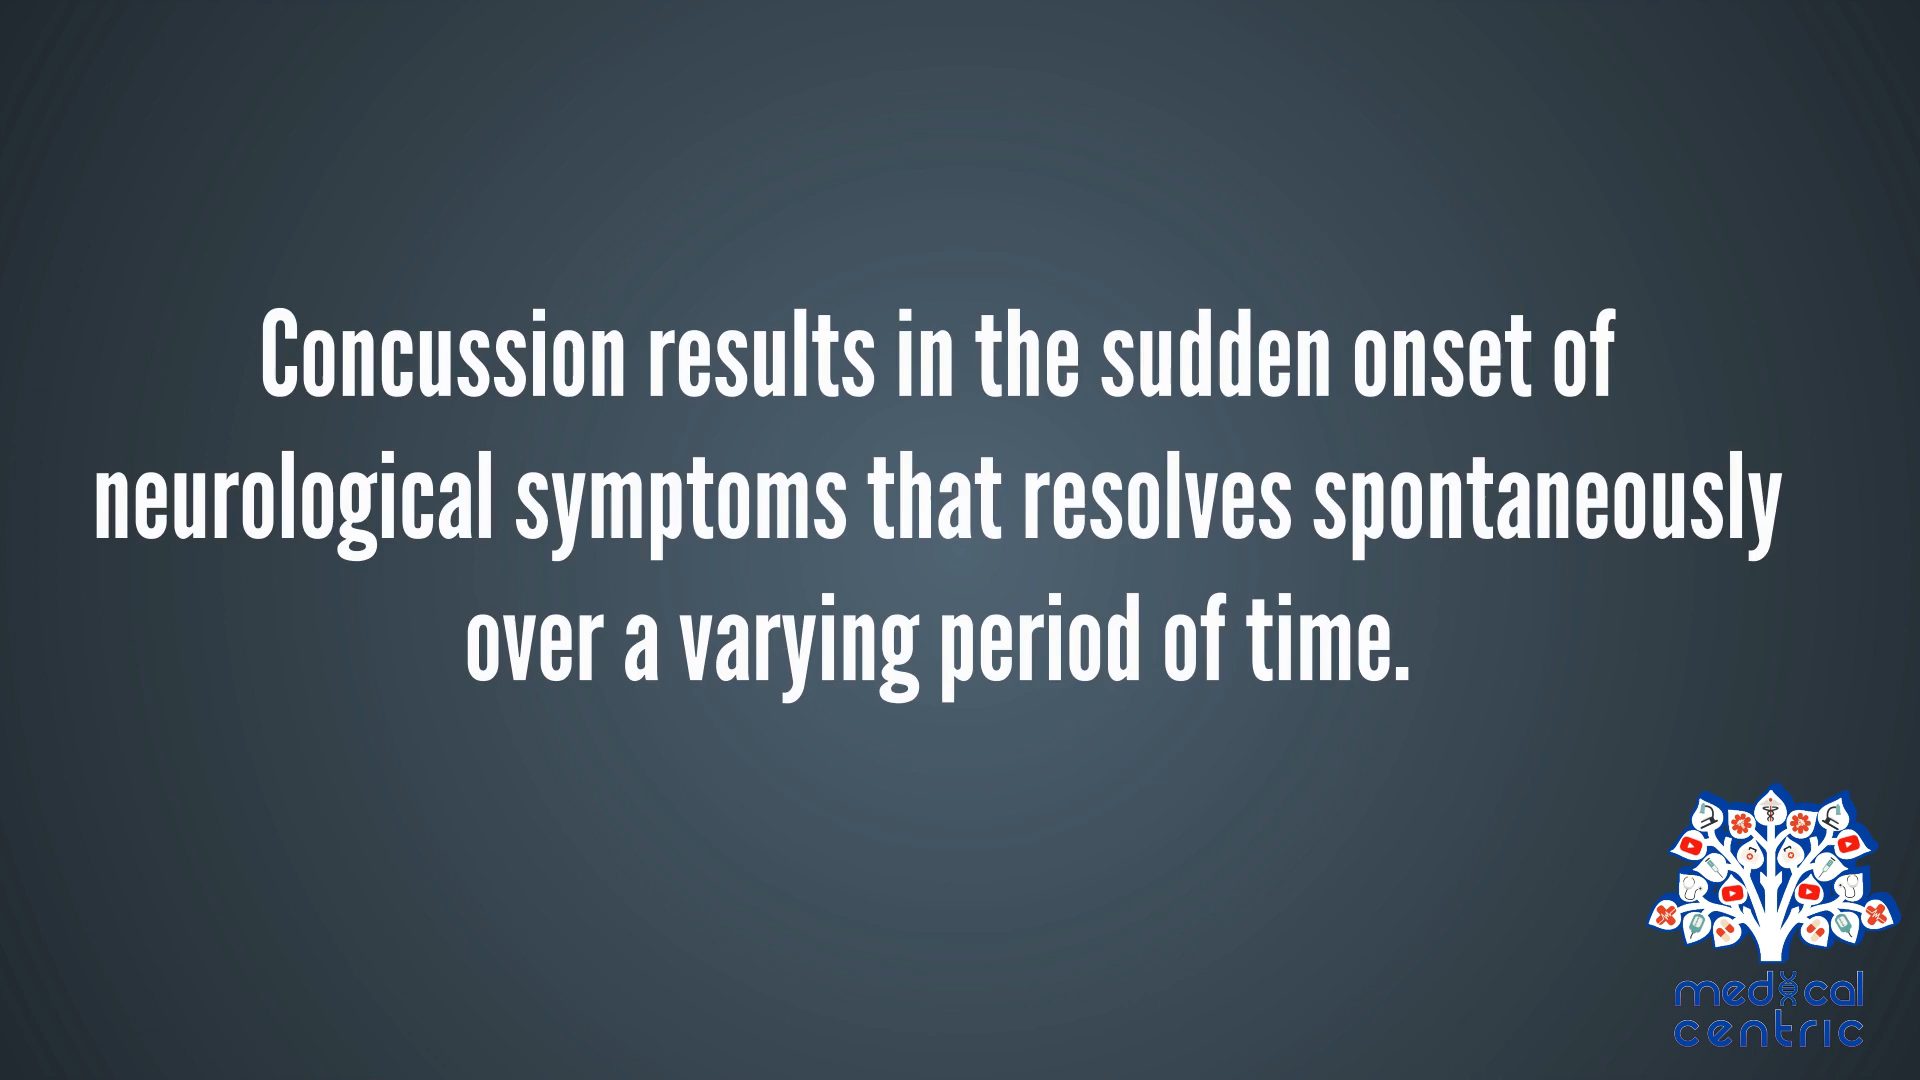 Concussion results in the sudden onset of
neurological symptoms that resolves spontaneously
over a varying period of time.
medical
centric